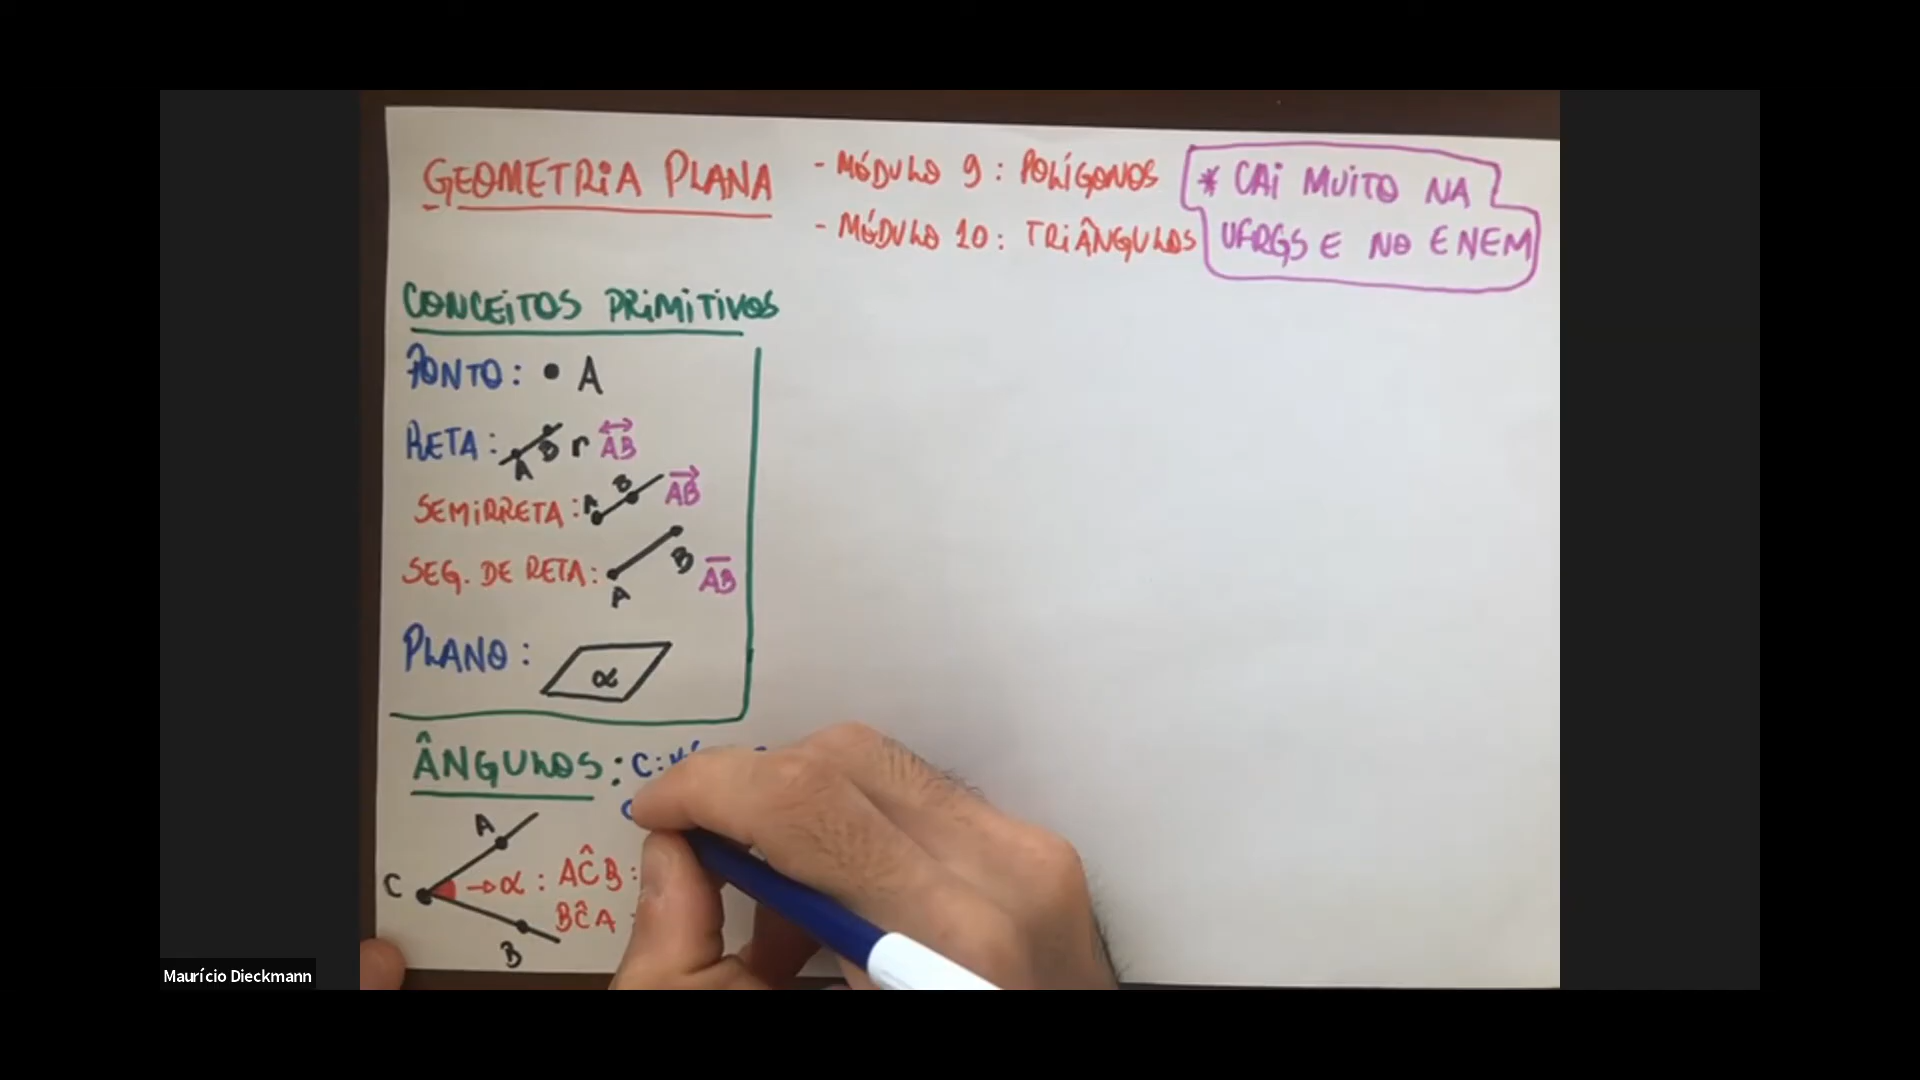 GEOMETRIA PLANA
- MÓDULO 9: POLÍGONOS
- MÓDULO 10: TRIÂNGULOS
* CAI MUITO NA
UFRGS E NO ENEM
CONCEITOS PRIMITIVOS
PONTO: • A
RETA: A B r AB
SEMIRRETA: A B AB
SEG. DE RETA: A B AB
PLANO: α
ÂNGULOS: C:
A
C → α : AĈB :
BĈA
B
Maurício Dieckmann